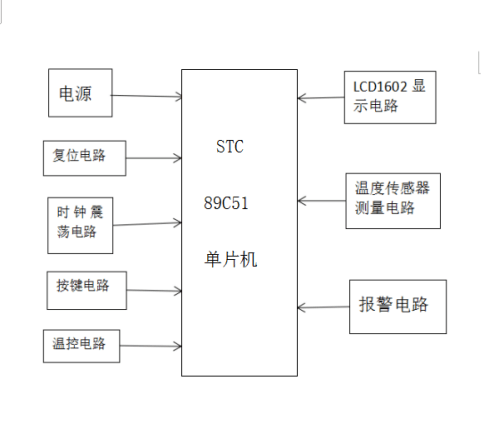 电源
复位电路
时钟震
荡电路
按键电路
温控电路
STC
89C51
单片机
LCD1602 显
示电路
温度传感器
测量电路
报警电路